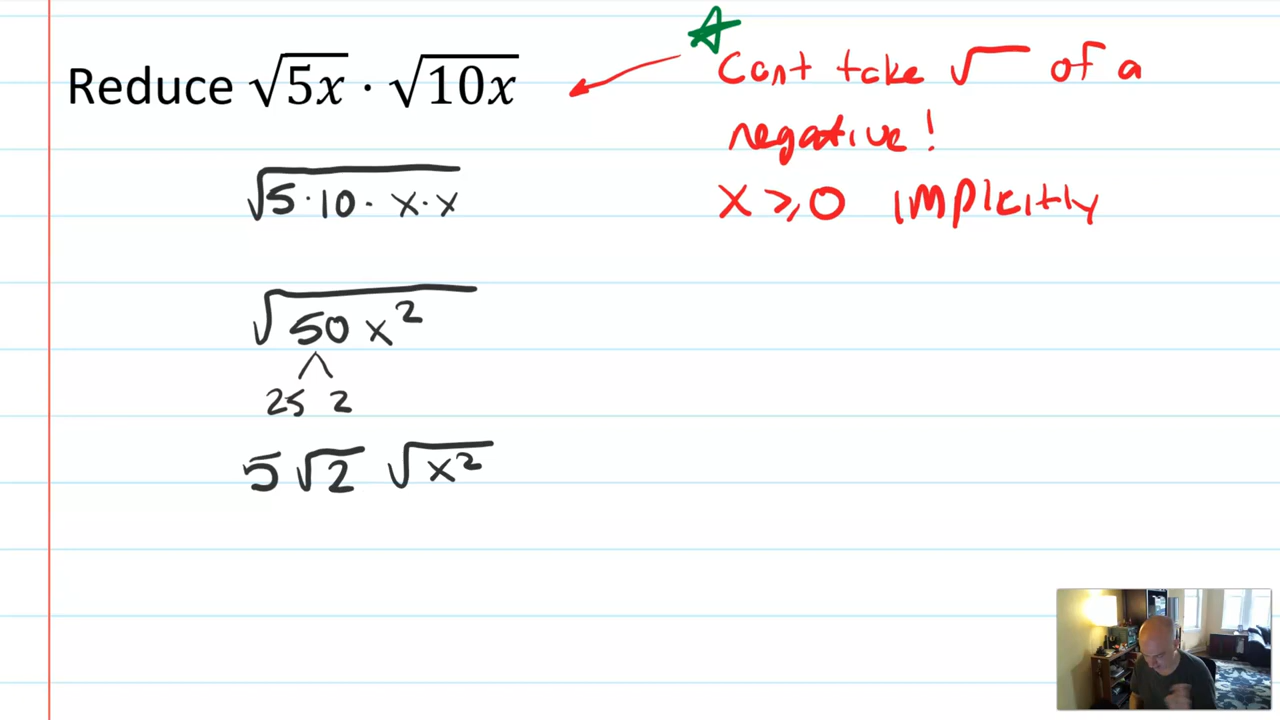 Reduce √5x · √10x
Cant take √ of a
negative!
x ≥ 0 implicitly
√5·10·x·x
√50x²
25 2
5√2 √x²